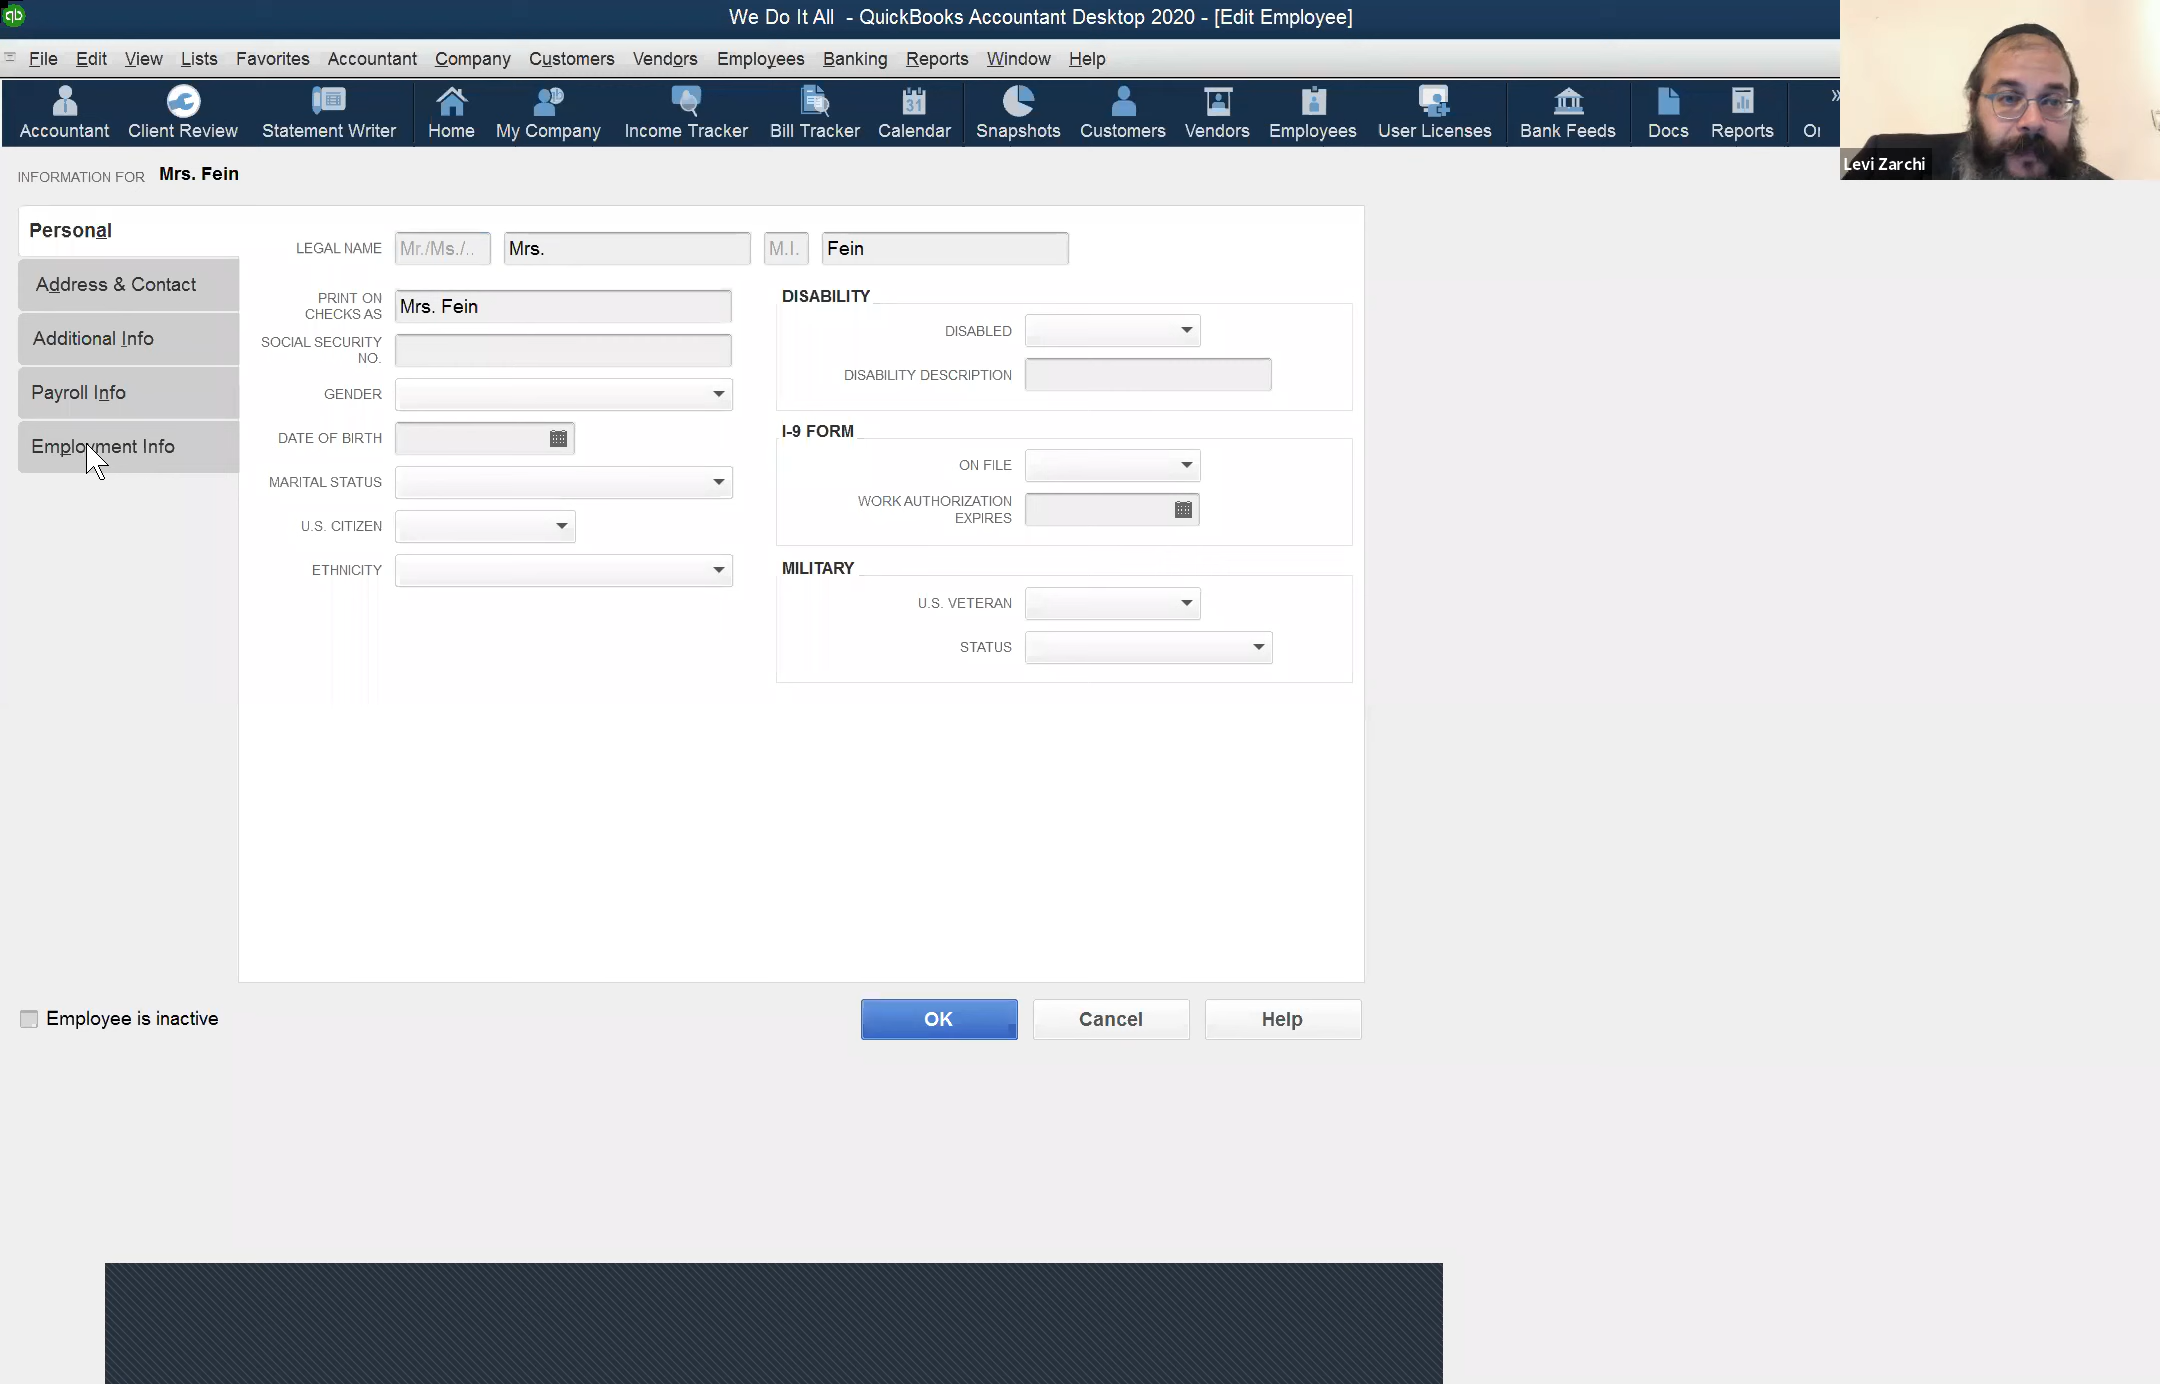 We Do It All - QuickBooks Accountant Desktop 2020 - [Edit Employee]
File Edit View Lists Favorites Accountant Company Customers Vendors Employees Banking Reports Window Help
Accountant Client Review Statement Writer Home My Company Income Tracker Bill Tracker Calendar Snapshots Customers Vendors Employees User Licenses Bank Feeds Docs Reports
31
Levi Zarchi
INFORMATION FOR Mrs. Fein
Personal
Address & Contact
Additional Info
Payroll Info
Employment Info
LEGAL NAME Mr./Ms./.. Mrs. M.I. Fein
PRINT ON
CHECKS AS Mrs. Fein
SOCIAL SECURITY
NO.
GENDER
DATE OF BIRTH
MARITAL STATUS
U.S. CITIZEN
ETHNICITY
DISABILITY
DISABLED
DISABILITY DESCRIPTION
I-9 FORM
ON FILE
WORK AUTHORIZATION
EXPIRES
MILITARY
U.S. VETERAN
STATUS
Employee is inactive
OK Cancel Help